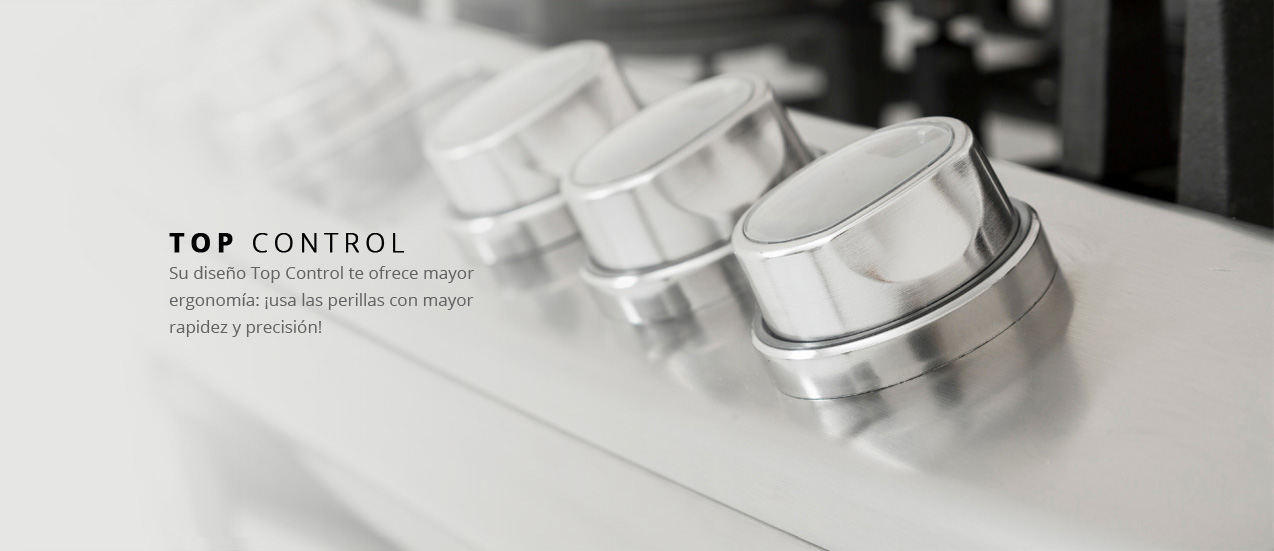 TOP CONTROL
Su diseño Top Control te ofrece mayor
ergonomía: ¡usa las perillas con mayor
rapidez y precisión!